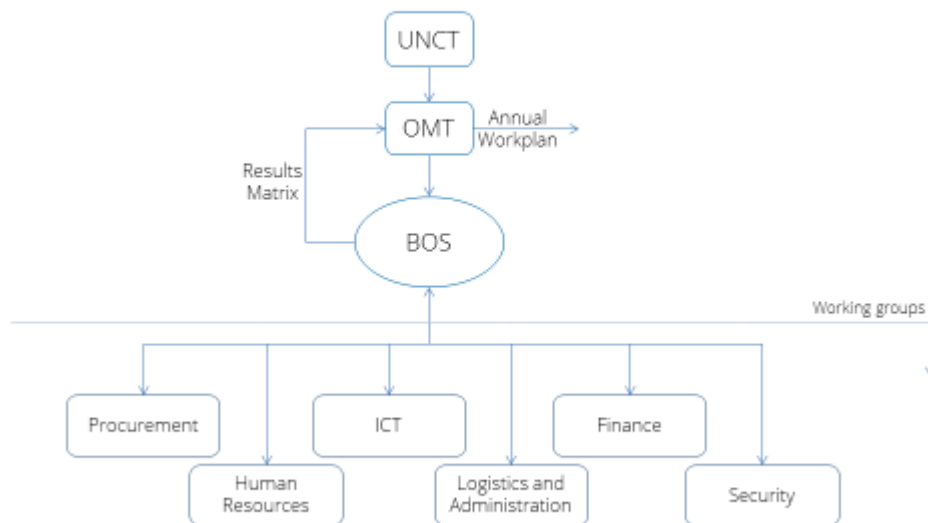 UNCT
OMT
Annual
Workplan
Results
Matrix
BOS
Working groups
Procurement
ICT
Finance
Human
Resources
Logistics and
Administration
Security